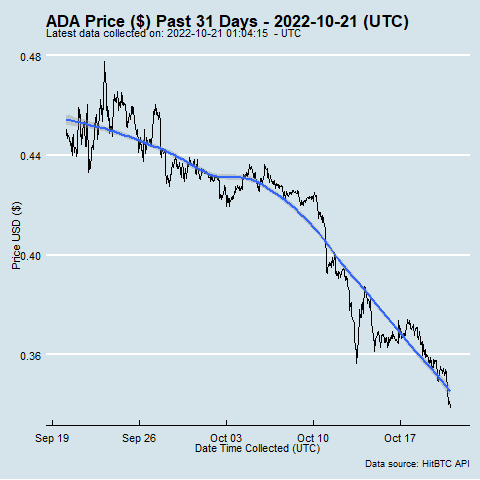 ADA Price ($) Past 31 Days - 2022-10-21 (UTC)
Latest data collected on: 2022-10-21 01:04:15  - UTC
0.48
0.44
0.40
0.36
Price USD ($)
Sep 19
Sep 26
Oct 03
Oct 10
Oct 17
Date Time Collected (UTC)
Data source: HitBTC API